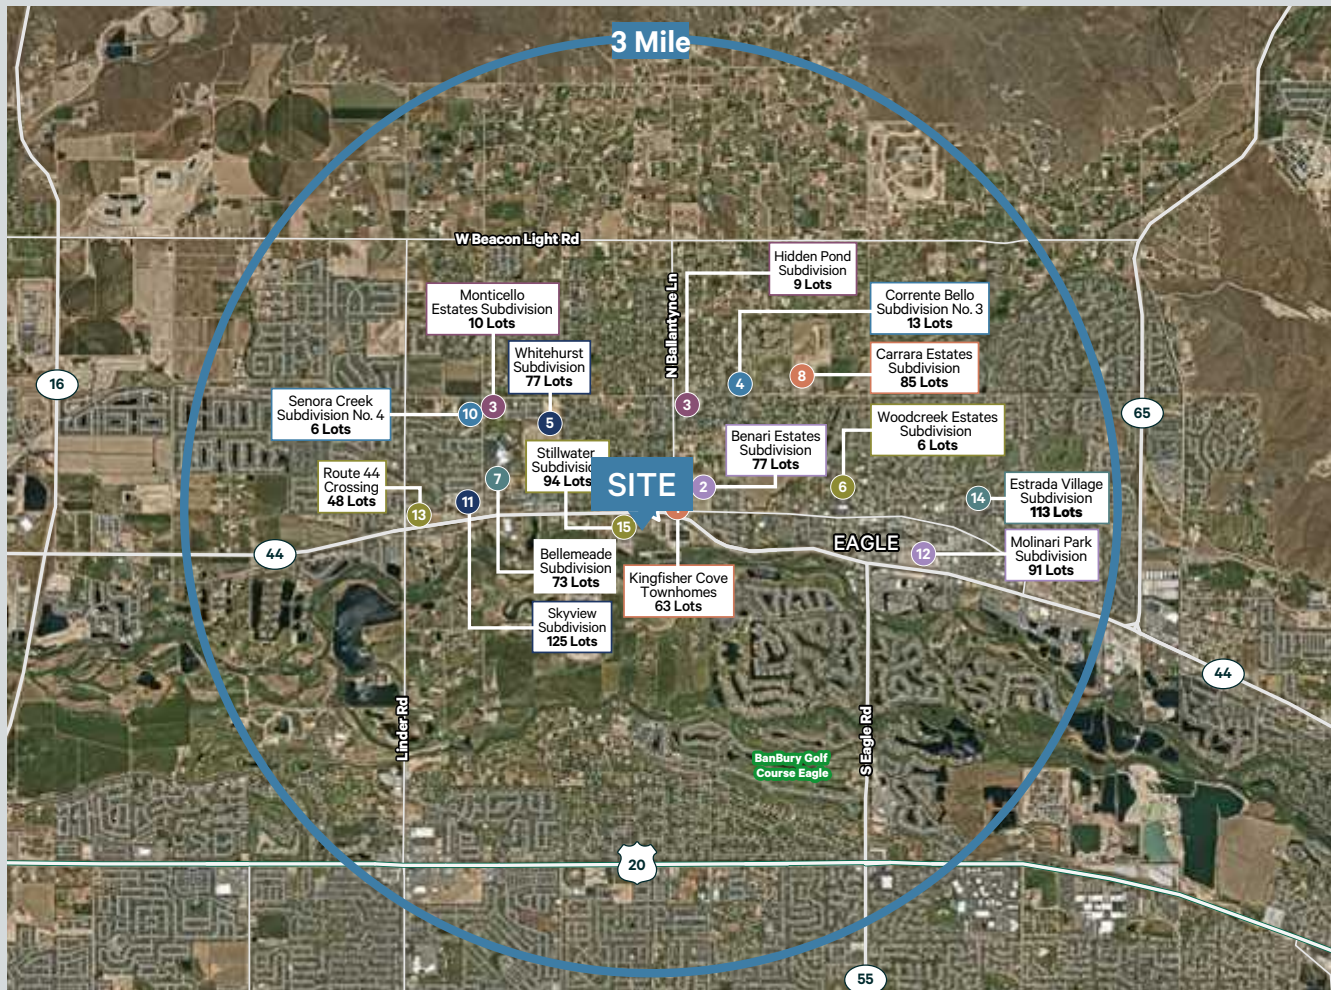 3 Mile
W Beacon Light Rd
Hidden Pond
Subdivision
9 Lots
N Ballantyne Ln
Monticello
Estates Subdivision
10 Lots
Corrente Bello
Subdivision No. 3
13 Lots
Whitehurst
Subdivision
77 Lots
Carrara Estates
Subdivision
85 Lots
16
4
8
65
Senora Creek
Subdivision No. 4
6 Lots
10
3
3
5
Woodcreek Estates
Subdivision
6 Lots
Benari Estates
Subdivision
77 Lots
Stillwater
94 Lots
SITE
Route 44
Crossing
48 Lots
7
2
6
14
Estrada Village
Subdivision
113 Lots
11
13
15
44
EAGLE
12
Molinari Park
Subdivision
91 Lots
Bellemeade
Subdivision
73 Lots
Kingfisher Cove
Townhomes
63 Lots
Skyview
Subdivision
125 Lots
44
Linder Rd
S Eagle Rd
BanBury Golf
Course Eagle
20
55